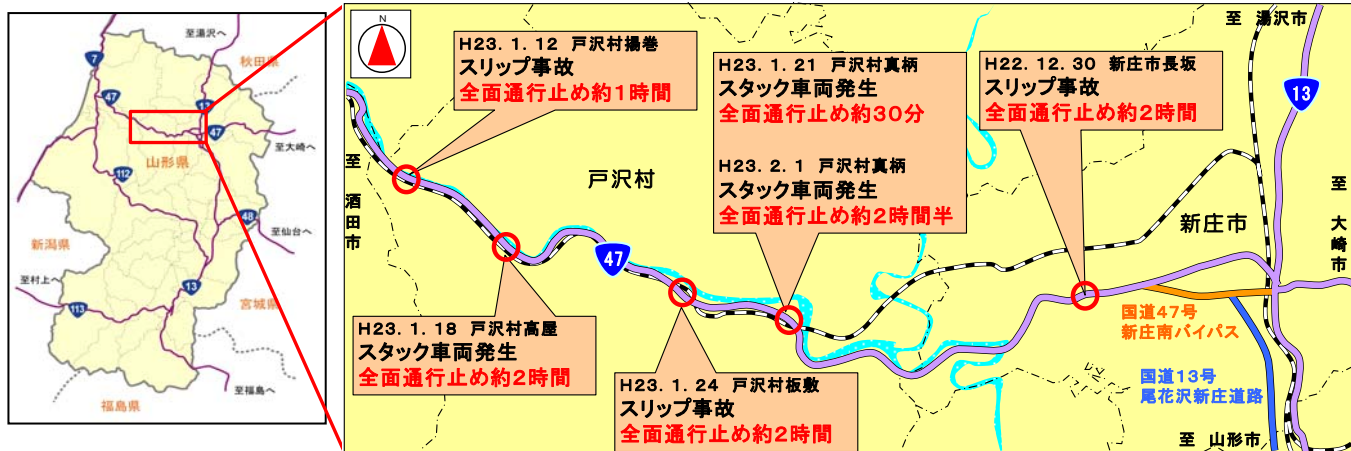 至湯沢へ
秋田県
7
47
13
47
至大崎へ
山形県
112
48
至仙台へ
新潟県
至村上へ
13
宮城県
113
至福島へ
福島県
N
H23. 1. 12 戸沢村揚巻
スリップ事故
全面通行止め約1時間
H23. 1. 21 戸沢村真柄
スタック車両発生
全面通行止め約30分
H23. 2. 1 戸沢村真柄
スタック車両発生
全面通行止め約2時間半
H22. 12. 30 新庄市長坂
スリップ事故
全面通行止め約2時間
至 湯沢市
13
至 酒田市
戸沢村
新庄市
至 大崎市
47
H23. 1. 18 戸沢村高屋
スタック車両発生
全面通行止め約2時間
H23. 1. 24 戸沢村板敷
スリップ事故
全面通行止め約2時間
国道47号
新庄南バイパス
国道13号
尾花沢新庄道路
至 山形市